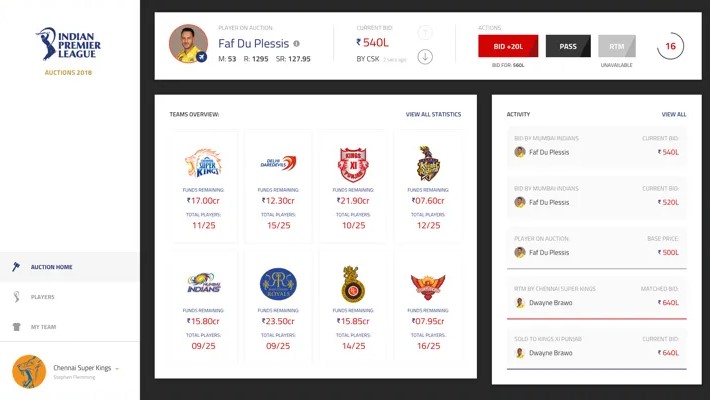 INDIAN
PREMIER
LEAGUE
AUCTIONS 2018
AUCTION HOME
PLAYERS
MY TEAM
Chennai Super Kings
Stephen Flemming
PLAYER ON AUCTION:
Faf Du Plessis
M: 53 R: 1295 SR: 127.95
CURRENT BID:
₹ 540L
BY CSK 2 secs ago
ACTIONS:
BID +20L
PASS
RTM
16
BID FOR: 560L
UNAVAILABLE
TEAMS OVERVIEW:
VIEW ALL STATISTICS
CHENNAI SUPER KINGS
DELHI DAREDEVILS
KINGS XI PUNJAB
FUNDS REMAINING: FUNDS REMAINING: FUNDS REMAINING: FUNDS REMAINING:
₹17.00cr ₹12.30cr ₹21.90cr ₹07.60cr
TOTAL PLAYERS: TOTAL PLAYERS: TOTAL PLAYERS: TOTAL PLAYERS:
11/25 15/25 10/25 12/25
MUMBAI INDIANS
ROYALS
FUNDS REMAINING: FUNDS REMAINING: FUNDS REMAINING: FUNDS REMAINING:
₹15.80cr ₹23.50cr ₹15.85cr ₹07.95cr
TOTAL PLAYERS: TOTAL PLAYERS: TOTAL PLAYERS: TOTAL PLAYERS:
09/25 09/25 14/25 16/25
ACTIVITY
VIEW ALL
BID BY MUMBAI INDIANS CURRENT BID:
Faf Du Plessis ₹ 540L
BID BY MUMBAI INDIANS CURRENT BID:
Faf Du Plessis ₹ 520L
PLAYER ON AUCTION: BASE PRICE:
Faf Du Plessis ₹ 500L
RTM BY CHENNAI SUPER KINGS MATCHED BID:
Dwayne Brawo ₹ 640L
SOLD TO KINGS XI PUNJAB CURRENT BID:
Dwayne Brawo ₹ 640L